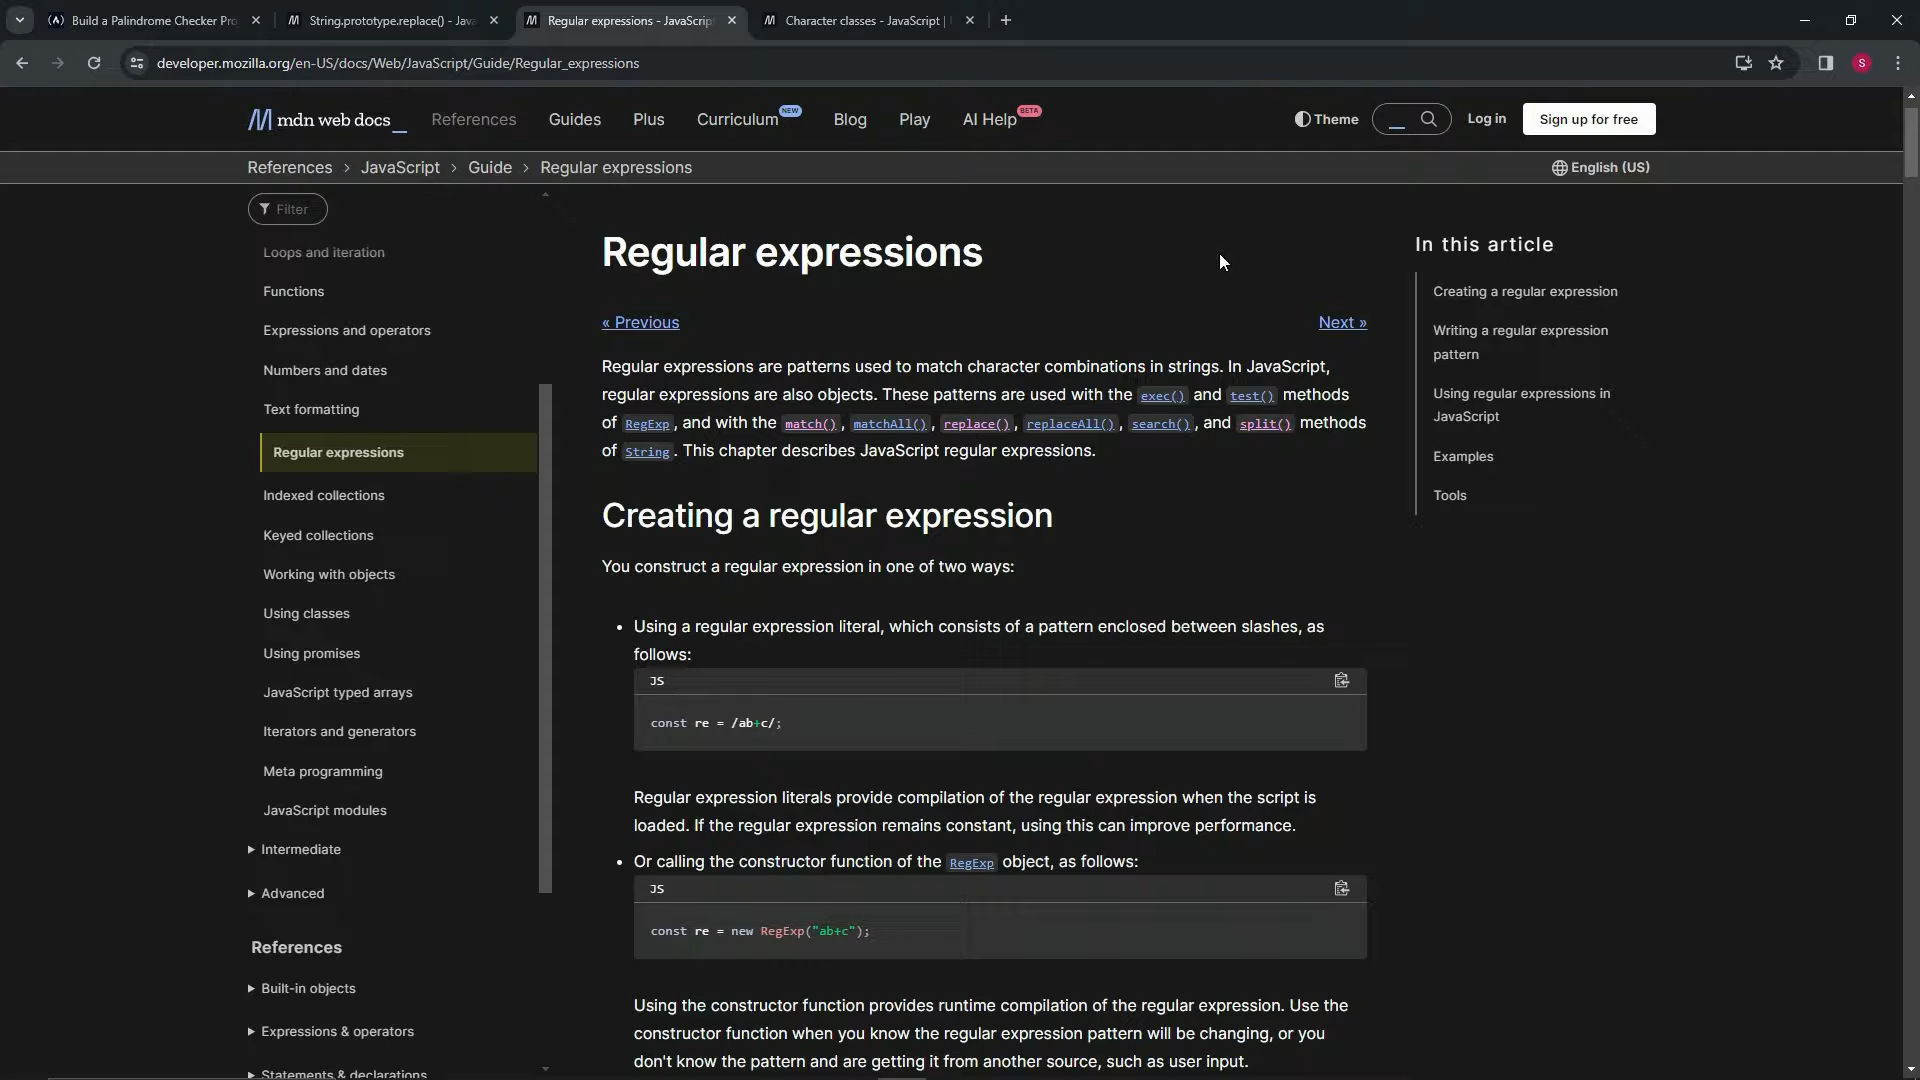 Build a Palindrome Checker Pro
String.prototype.replace() - Java
Regular expressions - JavaScript
Character classes - JavaScript |
developer.mozilla.org/en-US/docs/Web/JavaScript/Guide/Regular_expressions
S
mdn web docs_
References
Guides
Plus
Curriculum NEW
Blog
Play
AI Help BETA
Theme
Log in
Sign up for free
References > JavaScript > Guide > Regular expressions
English (US)
Filter
Loops and iteration
Functions
Expressions and operators
Numbers and dates
Text formatting
Regular expressions
Indexed collections
Keyed collections
Working with objects
Using classes
Using promises
JavaScript typed arrays
Iterators and generators
Meta programming
JavaScript modules
Intermediate
Advanced
References
Built-in objects
Expressions & operators
Statements & declarations
Regular expressions
« Previous
Next »
Regular expressions are patterns used to match character combinations in strings. In JavaScript,
regular expressions are also objects. These patterns are used with the exec() and test() methods
of RegExp, and with the match(), matchAll(), replace(), replaceAll(), search(), and split() methods
of String. This chapter describes JavaScript regular expressions.
Creating a regular expression
You construct a regular expression in one of two ways:
• Using a regular expression literal, which consists of a pattern enclosed between slashes, as
follows:
JS
const re = /ab+c/;
Regular expression literals provide compilation of the regular expression when the script is
loaded. If the regular expression remains constant, using this can improve performance.
• Or calling the constructor function of the RegExp object, as follows:
JS
const re = new RegExp("ab+c");
Using the constructor function provides runtime compilation of the regular expression. Use the
constructor function when you know the regular expression pattern will be changing, or you
don't know the pattern and are getting it from another source, such as user input.
In this article
Creating a regular expression
Writing a regular expression
pattern
Using regular expressions in
JavaScript
Examples
Tools